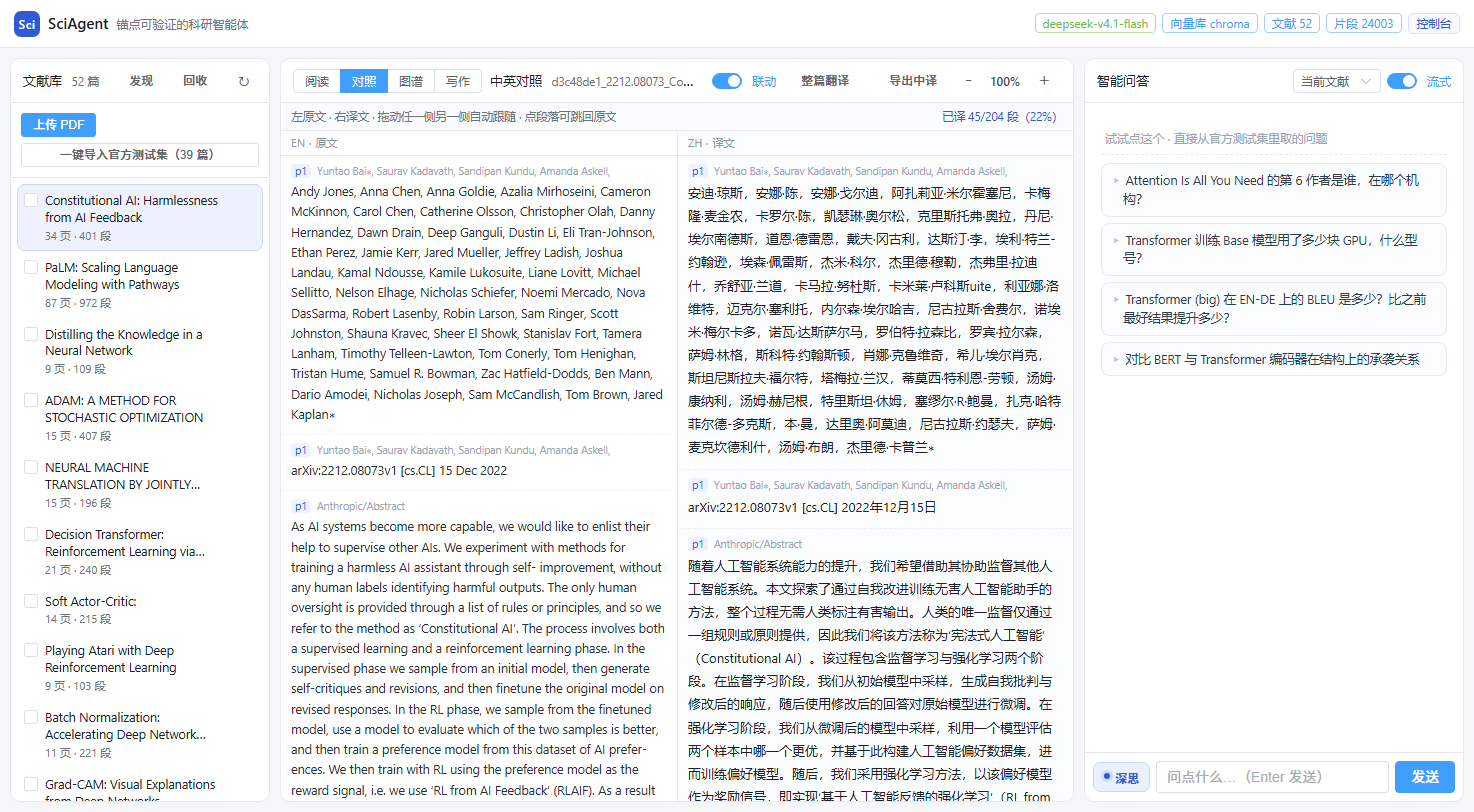 Sci SciAgent 锚点可验证的科研智能体
deepseek-v4.1-flash 向量库 chroma 文献 52 片段 24003 控制台
文献库 52 篇 发现 回收 ↻
上传 PDF
一键导入官方测试集（39 篇）
Constitutional AI: Harmlessness
from AI Feedback
34 页 · 401 段
PaLM: Scaling Language
Modeling with Pathways
87 页 · 972 段
Distilling the Knowledge in a
Neural Network
9 页 · 109 段
ADAM: A METHOD FOR
STOCHASTIC OPTIMIZATION
15 页 · 407 段
NEURAL MACHINE
TRANSLATION BY JOINTLY...
15 页 · 196 段
Decision Transformer:
Reinforcement Learning via...
21 页 · 240 段
Soft Actor-Critic:
14 页 · 215 段
Playing Atari with Deep
Reinforcement Learning
9 页 · 103 段
Batch Normalization:
Accelerating Deep Network...
11 页 · 221 段
Grad-CAM: Visual Explanations
from Deep Networks
阅读 对照 图谱 写作 中英对照 d3c48de1_2212.08073_Co... 联动 整篇翻译 导出中译 − 100% +
左原文 · 右译文 · 拖动任一侧另一侧自动跟随 · 点段落可跳回原文 已译 45/204 段（22%）
EN · 原文
p1 Yuntao Bai∗, Saurav Kadavath, Sandipan Kundu, Amanda Askell,
Andy Jones, Anna Chen, Anna Goldie, Azalia Mirhoseini, Cameron
McKinnon, Carol Chen, Catherine Olsson, Christopher Olah, Danny
Hernandez, Dawn Drain, Deep Ganguli, Dustin Li, Eli Tran-Johnson,
Ethan Perez, Jamie Kerr, Jared Mueller, Jeffrey Ladish, Joshua
Landau, Kamal Ndousse, Kamile Lukosuite, Liane Lovitt, Michael
Sellitto, Nelson Elhage, Nicholas Schiefer, Noemi Mercado, Nova
DasSarma, Robert Lasenby, Robin Larson, Sam Ringer, Scott
Johnston, Shauna Kravec, Sheer El Showk, Stanislav Fort, Tamera
Lanham, Timothy Telleen-Lawton, Tom Conerly, Tom Henighan,
Tristan Hume, Samuel R. Bowman, Zac Hatfield-Dodds, Ben Mann,
Dario Amodei, Nicholas Joseph, Sam McCandlish, Tom Brown, Jared
Kaplan∗
p1 Yuntao Bai∗, Saurav Kadavath, Sandipan Kundu, Amanda Askell,
arXiv:2212.08073v1 [cs.CL] 15 Dec 2022
p1 Anthropic/Abstract
As AI systems become more capable, we would like to enlist their
help to supervise other AIs. We experiment with methods for
training a harmless AI assistant through self- improvement, without
any human labels identifying harmful outputs. The only human
oversight is provided through a list of rules or principles, and so we
refer to the method as ‘Constitutional AI’. The process involves both
a supervised learning and a reinforcement learning phase. In the
supervised phase we sample from an initial model, then generate
self-critiques and revisions, and then finetune the original model on
revised responses. In the RL phase, we sample from the finetuned
model, use a model to evaluate which of the two samples is better,
and then train a preference model from this dataset of AI prefer-
ences. We then train with RL using the preference model as the
reward signal, i.e. we use ‘RL from AI Feedback’ (RLAIF). As a result
ZH · 译文
p1 Yuntao Bai∗, Saurav Kadavath, Sandipan Kundu, Amanda Askell,
安迪·琼斯，安娜·陈，安娜·戈尔迪，阿扎莉亚·米尔霍塞尼，卡梅
隆·麦金农，卡罗尔·陈，凯瑟琳·奥尔松，克里斯托弗·奥拉，丹尼·
埃尔南德斯，道恩·德雷恩，戴夫·冈古利，达斯汀·李，埃利·特兰-
约翰逊，埃森·佩雷斯，杰米·科尔，杰里德·穆勒，杰弗里·拉迪
什，乔舒亚·兰道，卡马拉·努杜斯，卡米莱·卢科斯uite，利亚娜·洛
维特，迈克尔·塞利托，内尔森·埃尔哈吉，尼古拉斯·舍费尔，诺埃
米·梅尔卡多，诺瓦·达斯萨尔马，罗伯特·拉森比，罗宾·拉尔森，
萨姆·林格，斯科特·约翰斯顿，肖娜·克鲁维奇，希儿·埃尔肖克，
斯坦尼斯拉夫·福尔特，塔梅拉·兰汉，蒂莫西·特利恩-劳顿，汤姆·
康纳利，汤姆·赫尼根，特里斯坦·休姆，塞缪尔·R·鲍曼，扎克·哈特
菲尔德-多克斯，本·曼，达里奥·阿莫迪，尼古拉斯·约瑟夫，萨姆·
麦克坎德利什，汤姆·布朗，杰里德·卡普兰∗
p1 Yuntao Bai∗, Saurav Kadavath, Sandipan Kundu, Amanda Askell,
arXiv:2212.08073v1 [cs.CL] 2022年12月15日
p1 Anthropic/Abstract
随着人工智能系统能力的提升，我们希望借助其协助监督其他人
工智能系统。本文探索了通过自我改进训练无害人工智能助手的
方法，整个过程无需人类标注有害输出。人类的唯一监督仅通过
一组规则或原则提供，因此我们将该方法称为‘宪法式人工智能’
（Constitutional AI）。该过程包含监督学习与强化学习两个阶
段。在监督学习阶段，我们从初始模型中采样，生成自我批判与
修改后的响应，随后使用修改后的回答对原始模型进行微调。在
强化学习阶段，我们从微调后的模型中采样，利用一个模型评估
两个样本中哪一个更优，并基于此构建人工智能偏好数据集，进
而训练偏好模型。随后，我们采用强化学习方法，以该偏好模型
作为奖励信号，即实现‘基于人工智能反馈的强化学习’（RL from
智能问答 当前文献 流式
试试点这个 · 直接从官方测试集里取的问题
▸ Attention Is All You Need 的第 6 作者是谁，在哪个机
构？
▸ Transformer 训练 Base 模型用了多少块 GPU，什么型
号？
▸ Transformer (big) 在 EN-DE 上的 BLEU 是多少？比之前
最好结果提升多少？
▸ 对比 BERT 与 Transformer 编码器在结构上的承袭关系
深思 问点什么…（Enter 发送） 发送